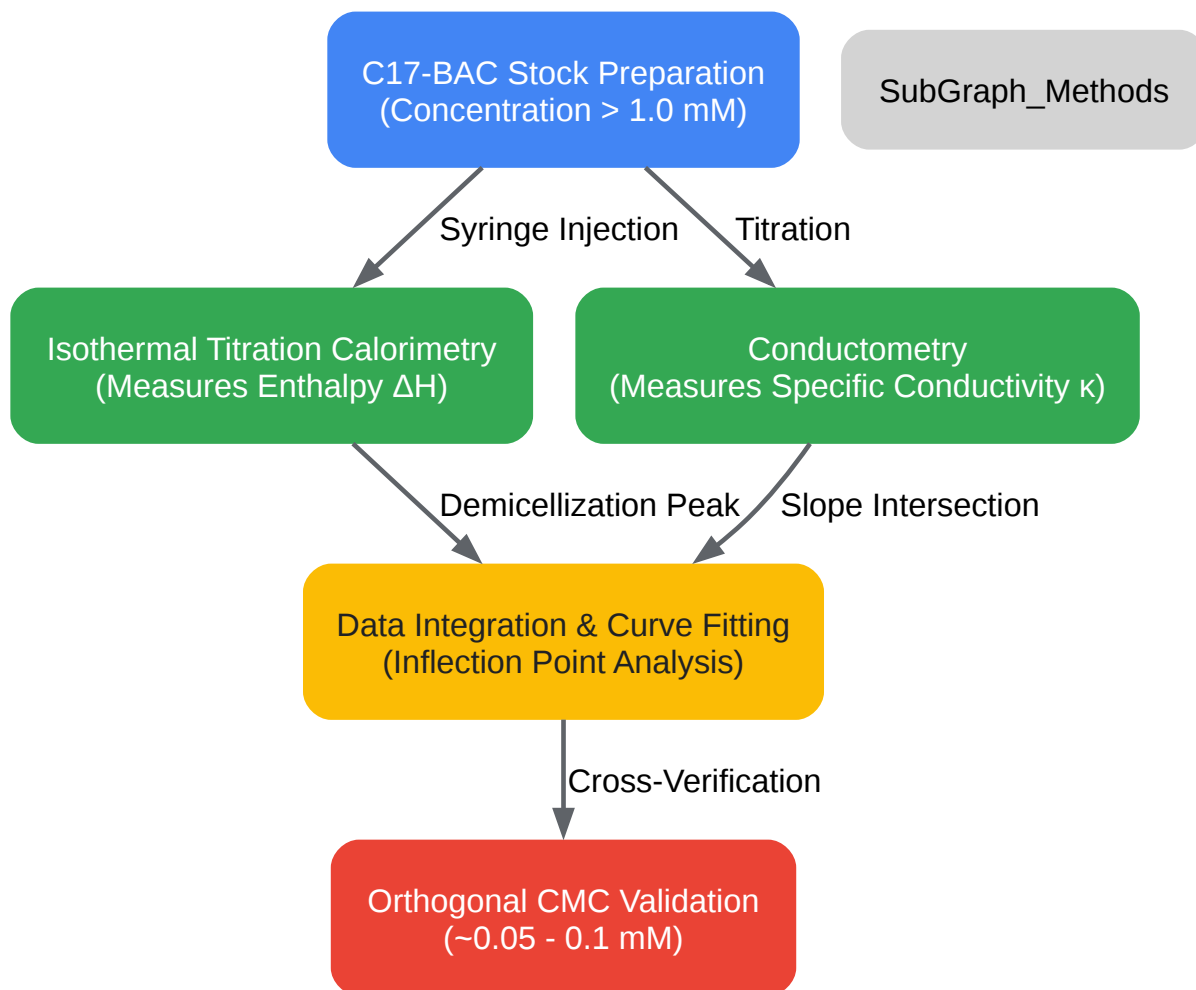 C17-BAC Stock Preparation
(Concentration > 1.0 mM)
SubGraph_Methods
Syringe Injection
Titration
Isothermal Titration Calorimetry
(Measures Enthalpy ΔH)
Conductometry
(Measures Specific Conductivity κ)
Demicellization Peak
Slope Intersection
Data Integration & Curve Fitting
(Inflection Point Analysis)
Cross-Verification
Orthogonal CMC Validation
(~0.05 - 0.1 mM)